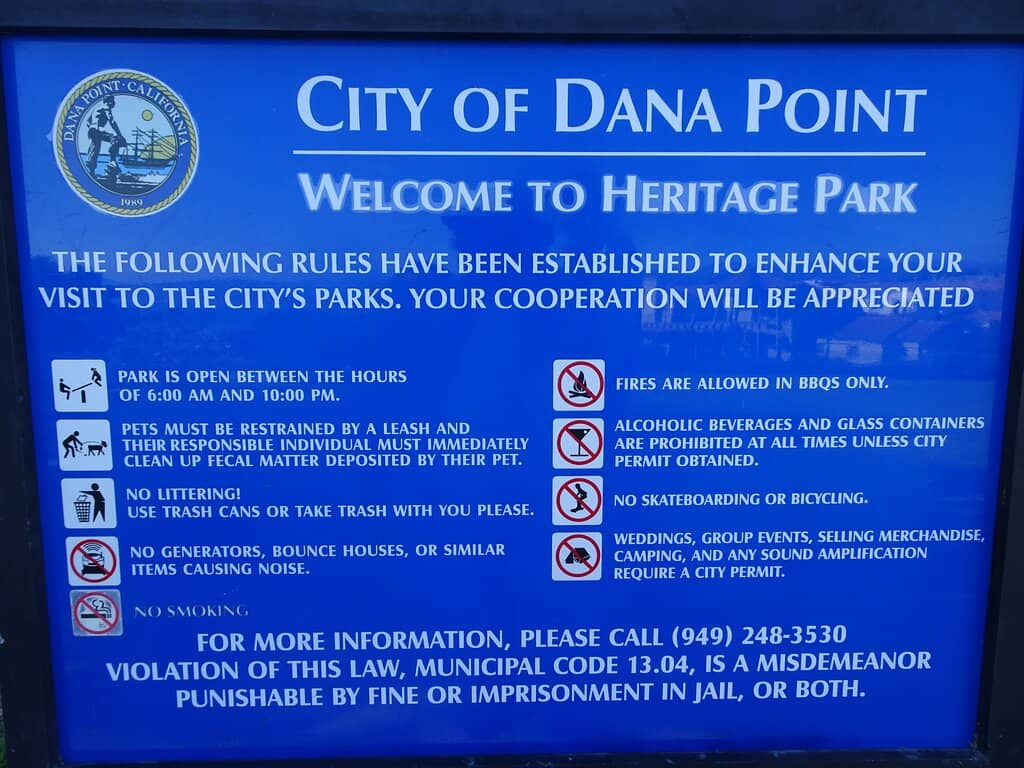 DANA POINT · CALIFORNIA
1989
CITY OF DANA POINT
WELCOME TO HERITAGE PARK
THE FOLLOWING RULES HAVE BEEN ESTABLISHED TO ENHANCE YOUR
VISIT TO THE CITY'S PARKS. YOUR COOPERATION WILL BE APPRECIATED
PARK IS OPEN BETWEEN THE HOURS
OF 6:00 AM AND 10:00 PM.
PETS MUST BE RESTRAINED BY A LEASH AND
THEIR RESPONSIBLE INDIVIDUAL MUST IMMEDIATELY
CLEAN UP FECAL MATTER DEPOSITED BY THEIR PET.
NO LITTERING!
USE TRASH CANS OR TAKE TRASH WITH YOU PLEASE.
NO GENERATORS, BOUNCE HOUSES, OR SIMILAR
ITEMS CAUSING NOISE.
NO SMOKING
FIRES ARE ALLOWED IN BBQS ONLY.
ALCOHOLIC BEVERAGES AND GLASS CONTAINERS
ARE PROHIBITED AT ALL TIMES UNLESS CITY
PERMIT OBTAINED.
NO SKATEBOARDING OR BICYCLING.
WEDDINGS, GROUP EVENTS, SELLING MERCHANDISE,
CAMPING, AND ANY SOUND AMPLIFICATION
REQUIRE A CITY PERMIT.
FOR MORE INFORMATION, PLEASE CALL (949) 248-3530
VIOLATION OF THIS LAW, MUNICIPAL CODE 13.04, IS A MISDEMEANOR
PUNISHABLE BY FINE OR IMPRISONMENT IN JAIL, OR BOTH.